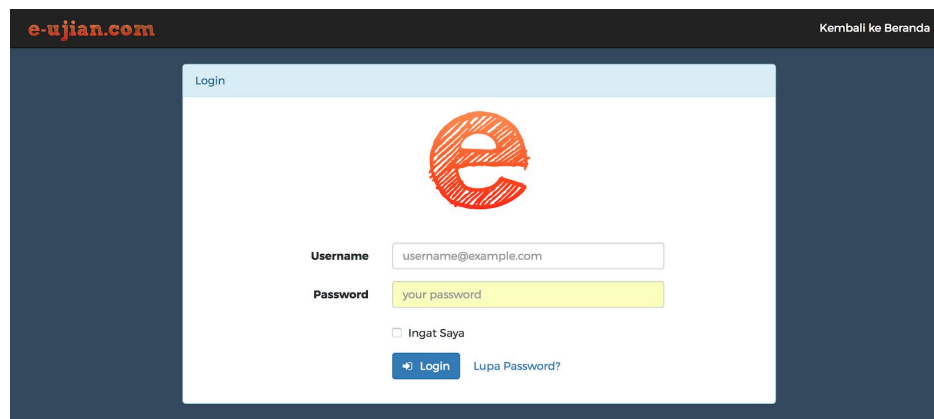 e-ujian.com
Kembali ke Beranda
Login
e
Username
username@example.com
Password
your password
Ingat Saya
Login
Lupa Password?